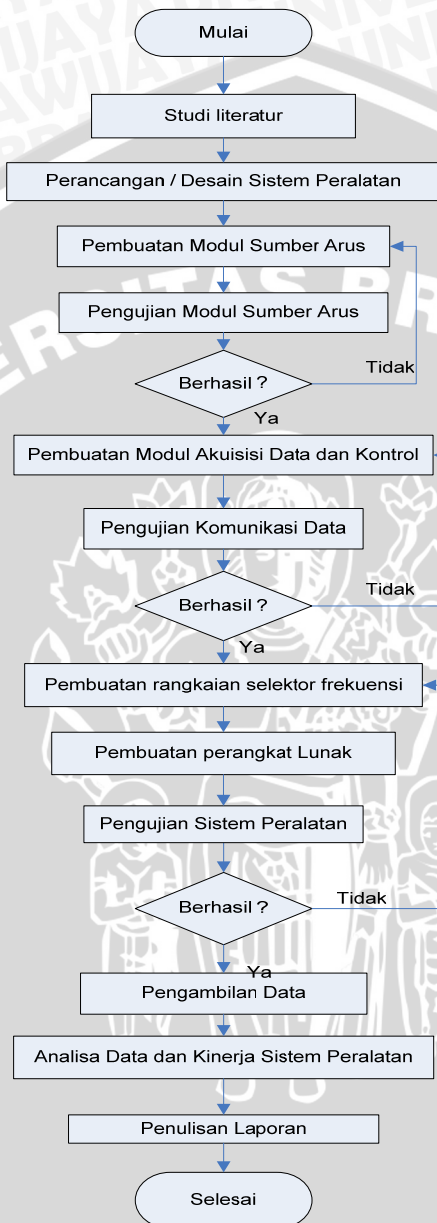 Mulai
Studi literatur
Perancangan / Desain Sistem Peralatan
Pembuatan Modul Sumber Arus
Pengujian Modul Sumber Arus
Berhasil ?
Tidak
Ya
Pembuatan Modul Akuisisi Data dan Kontrol
Pengujian Komunikasi Data
Berhasil ?
Tidak
Ya
Pembuatan rangkaian selektor frekuensi
Pembuatan perangkat Lunak
Pengujian Sistem Peralatan
Berhasil ?
Tidak
Ya
Pengambilan Data
Analisa Data dan Kinerja Sistem Peralatan
Penulisan Laporan
Selesai